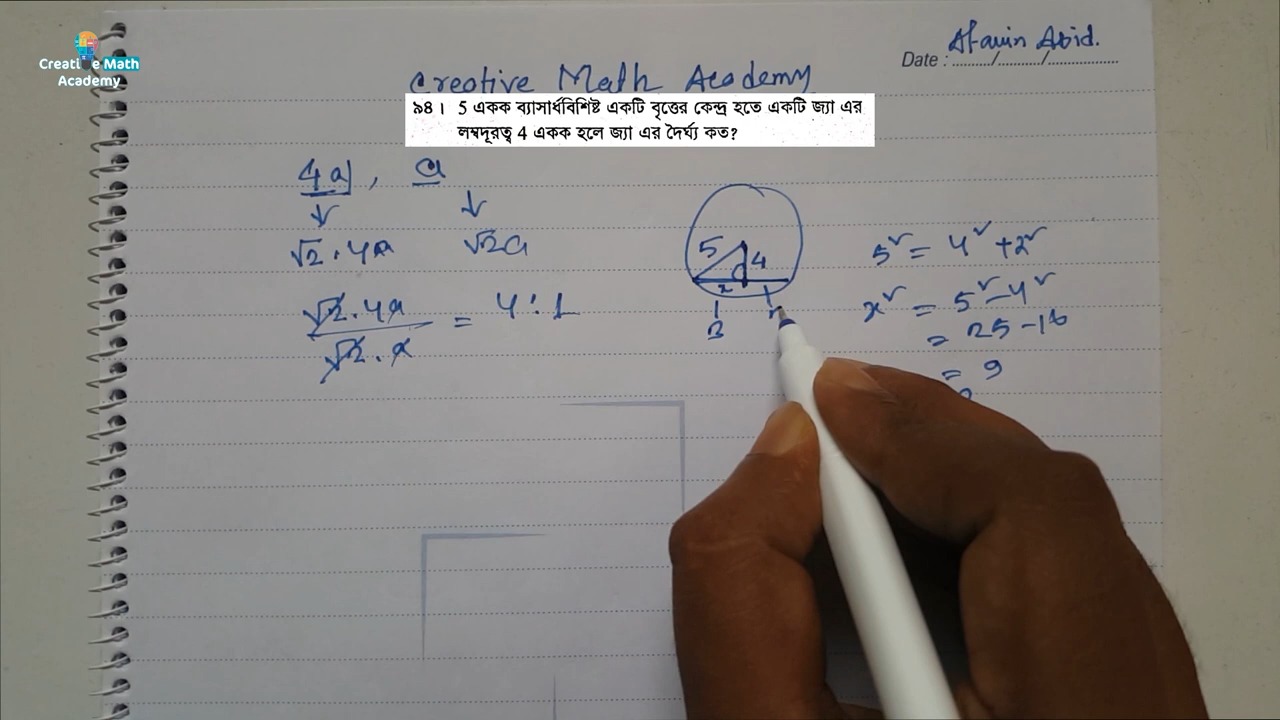 Creative Math
Academy
Alamin Abid.
Date : ........../.........../..................
Creative Math Academy
৯৪। 5 একক ব্যাসার্ধবিশিষ্ট একটি বৃত্তের কেন্দ্র হতে একটি জ্যা এর
লম্বদূরত্ব 4 একক হলে জ্যা এর দৈর্ঘ্য কত?
4a , a
√2 . 4a √2a
√2 . 4a / √2 . a = 4 : 1
5 4
x
3
5² = 4² + x²
x² = 5² - 4²
= 25 - 16
= 9